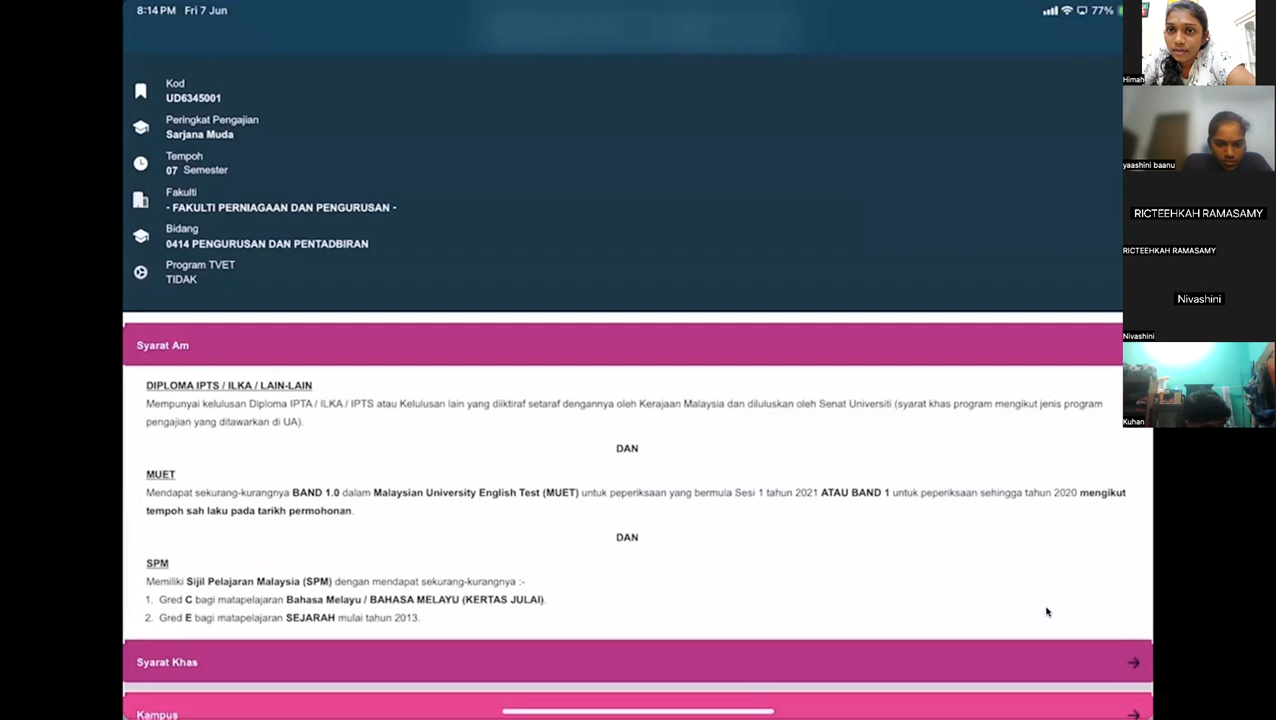 8:14 PM Fri 7 Jun
77%
Kod
UD6345001
Peringkat Pengajian
Sarjana Muda
Tempoh
07 Semester
Fakulti
- FAKULTI PERNIAGAAN DAN PENGURUSAN -
Bidang
0414 PENGURUSAN DAN PENTADBIRAN
Program TVET
TIDAK
Syarat Am
DIPLOMA IPTS / ILKA / LAIN-LAIN
Mempunyai kelulusan Diploma IPTA / ILKA / IPTS atau Kelulusan lain yang diiktiraf setaraf dengannya oleh Kerajaan Malaysia dan diluluskan oleh Senat Universiti (syarat khas program mengikut jenis program
pengajian yang ditawarkan di UA).
DAN
MUET
Mendapat sekurang-kurangnya BAND 1.0 dalam Malaysian University English Test (MUET) untuk peperiksaan yang bermula Sesi 1 tahun 2021 ATAU BAND 1 untuk peperiksaan sehingga tahun 2020 mengikut
tempoh sah laku pada tarikh permohonan.
DAN
SPM
Memiliki Sijil Pelajaran Malaysia (SPM) dengan mendapat sekurang-kurangnya :-
1. Gred C bagi matapelajaran Bahasa Melayu / BAHASA MELAYU (KERTAS JULAI).
2. Gred E bagi matapelajaran SEJARAH mulai tahun 2013.
Syarat Khas
Kampus
Himah
yaashini baanu
RICTEEHKAH RAMASAMY
RICTEEHKAH RAMASAMY
Nivashini
Nivashini
Kuhan